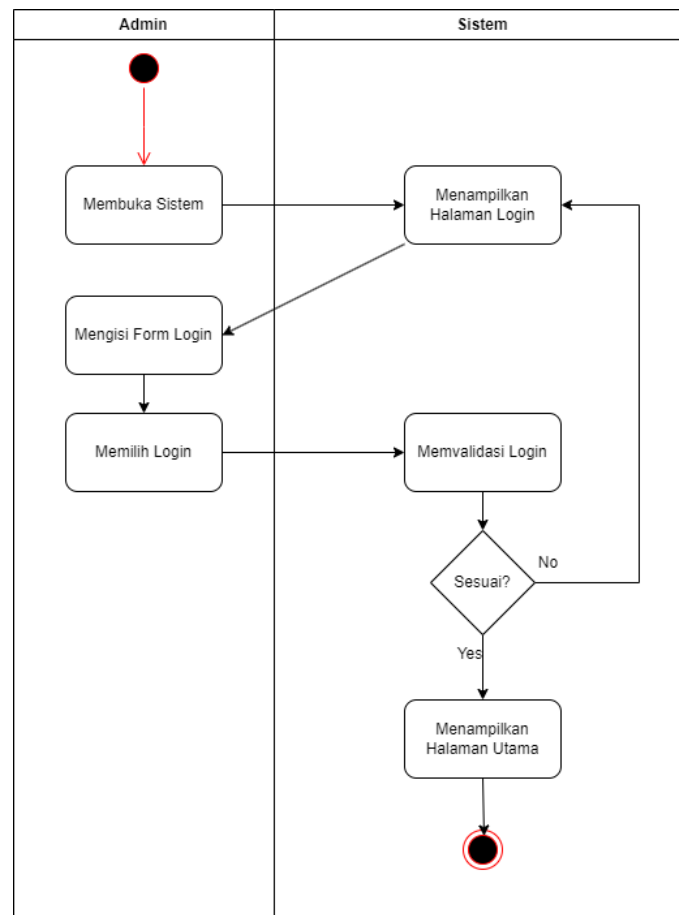 Admin
Sistem
Membuka Sistem
Menampilkan
Halaman Login
Mengisi Form Login
Memilih Login
Memvalidasi Login
Sesuai?
No
Yes
Menampilkan
Halaman Utama